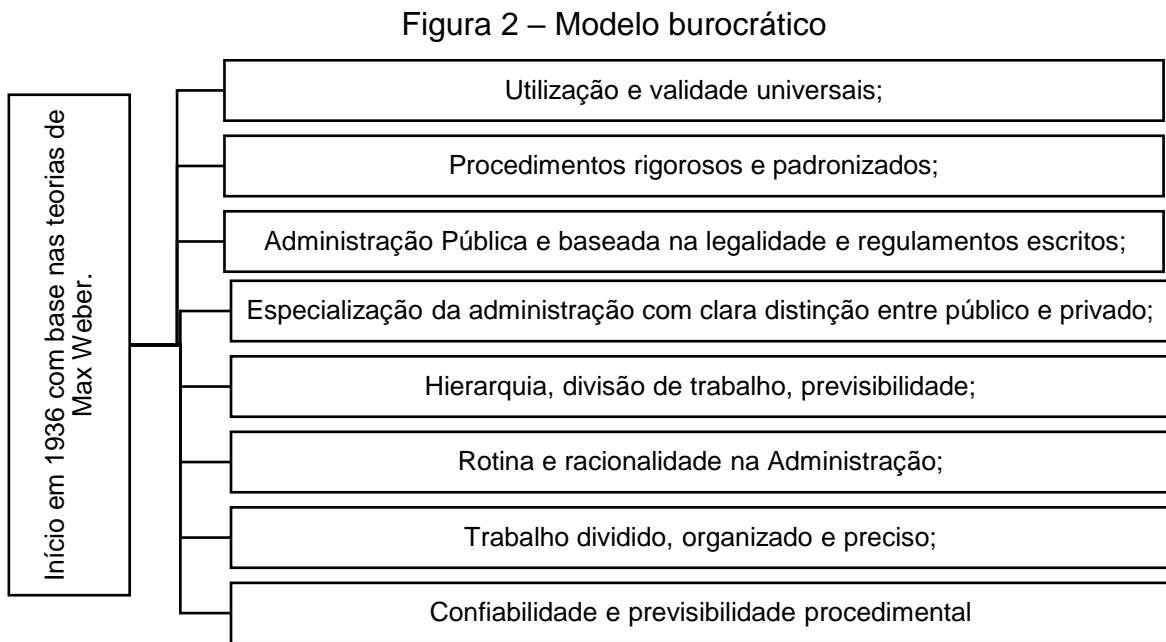 Figura 2 – Modelo burocrático
Início em 1936 com base nas teorias de
Max Weber.
Utilização e validade universais;
Procedimentos rigorosos e padronizados;
Administração Pública e baseada na legalidade e regulamentos escritos;
Especialização da administração com clara distinção entre público e privado;
Hierarquia, divisão de trabalho, previsibilidade;
Rotina e racionalidade na Administração;
Trabalho dividido, organizado e preciso;
Confiabilidade e previsibilidade procedimental